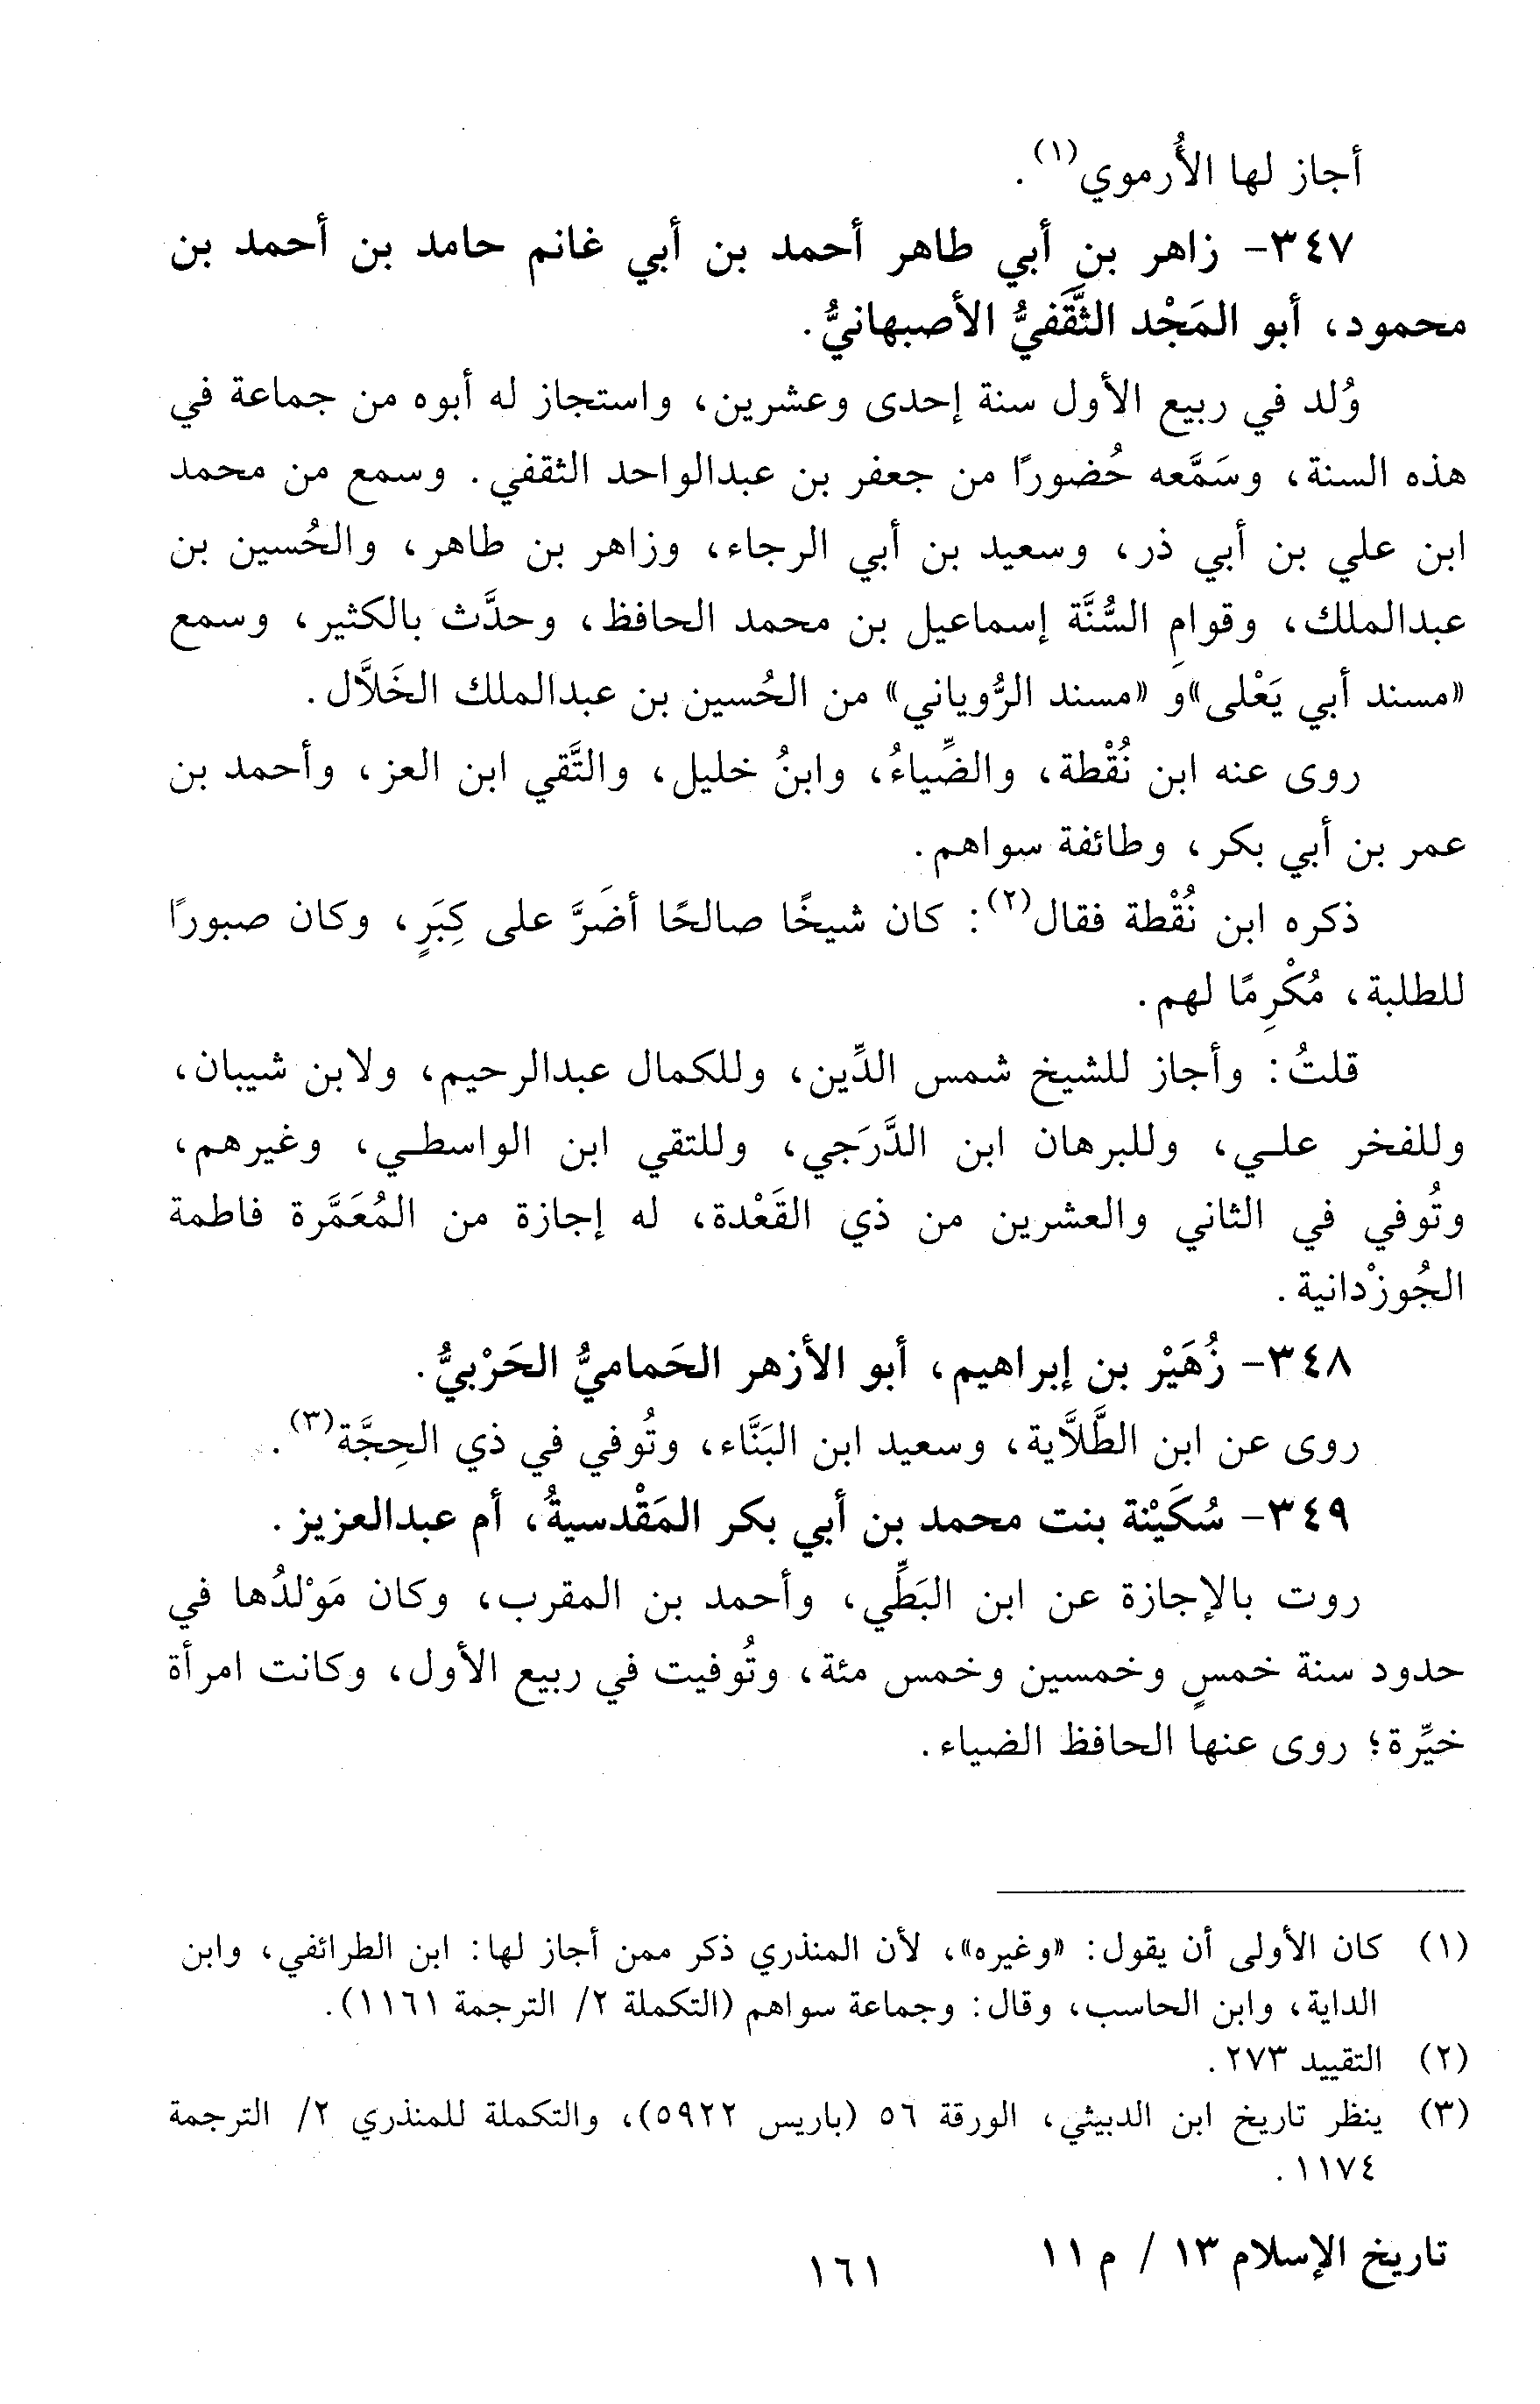 أجاز لها الأُرموي(١).
٣٤٧- زاهر بن أبي طاهر أحمد بن أبي غانم حامد بن أحمد بن
محمود، أبو المَجْد الثَّقَفيُّ الأصبهانيُّ.
وُلد في ربيع الأول سنة إحدى وعشرين، واستجاز له أبوه من جماعة في
هذه السنة، وسَمَّعه حُضورًا من جعفر بن عبدالواحد الثقفي. وسمع من محمد
ابن علي بن أبي ذر، وسعيد بن أبي الرجاء، وزاهر بن طاهر، والحُسين بن
عبدالملك، وقوامِ السُّنَّة إسماعيل بن محمد الحافظ، وحدَّث بالكثير، وسمع
«مسند أبي يَعْلى»وَ «مسند الرُّوياني» من الحُسين بن عبدالملك الخَلاَّل.
روى عنه ابن نُقْطة، والضِّياءُ، وابنُ خليل، والتَّقي ابن العز، وأحمد بن
عمر بن أبي بكر، وطائفة سواهم.
ذكره ابن نُقْطة فقال(٢): كان شيخًا صالحًا أضَرَّ على كِبَرٍ، وكان صبورًا
للطلبة، مُكْرِمًا لهم.
قلتُ: وأجاز للشيخ شمس الدِّين، وللكمال عبدالرحيم، ولابن شيبان،
وللفخر علي، وللبرهان ابن الدَّرَجي، وللتقي ابن الواسطي، وغيرهم،
وتُوفي في الثاني والعشرين من ذي القَعْدة، له إجازة من المُعَمَّرة فاطمة
الجُوزْدانية.
٣٤٨- زُهَيْر بن إبراهيم، أبو الأزهر الحَماميُّ الحَرْبيُّ.
روى عن ابن الطَّلاَّية، وسعيد ابن البَنَّاء، وتُوفي في ذي الحِجَّة(٣).
٣٤٩- سُكَيْنة بنت محمد بن أبي بكر المَقْدسيةُ، أم عبدالعزيز.
روت بالإجازة عن ابن البَطِّي، وأحمد بن المقرب، وكان مَوْلدُها في
حدود سنة خمسٍ وخمسين وخمس مئة، وتُوفيت في ربيع الأول، وكانت امرأة
خيِّرة؛ روى عنها الحافظ الضياء.
(١) كان الأولى أن يقول: «وغيره»، لأن المنذري ذكر ممن أجاز لها: ابن الطرائفي، وابن
الداية، وابن الحاسب، وقال: وجماعة سواهم (التكملة ٢/ الترجمة ١١٦١).
(٢) التقييد ٢٧٣.
(٣) ينظر تاريخ ابن الدبيثي، الورقة ٥٦ (باريس ٥٩٢٢)، والتكملة للمنذري ٢/ الترجمة
١١٧٤.
تاريخ الإسلام ١٣ / م ١١
١٦١